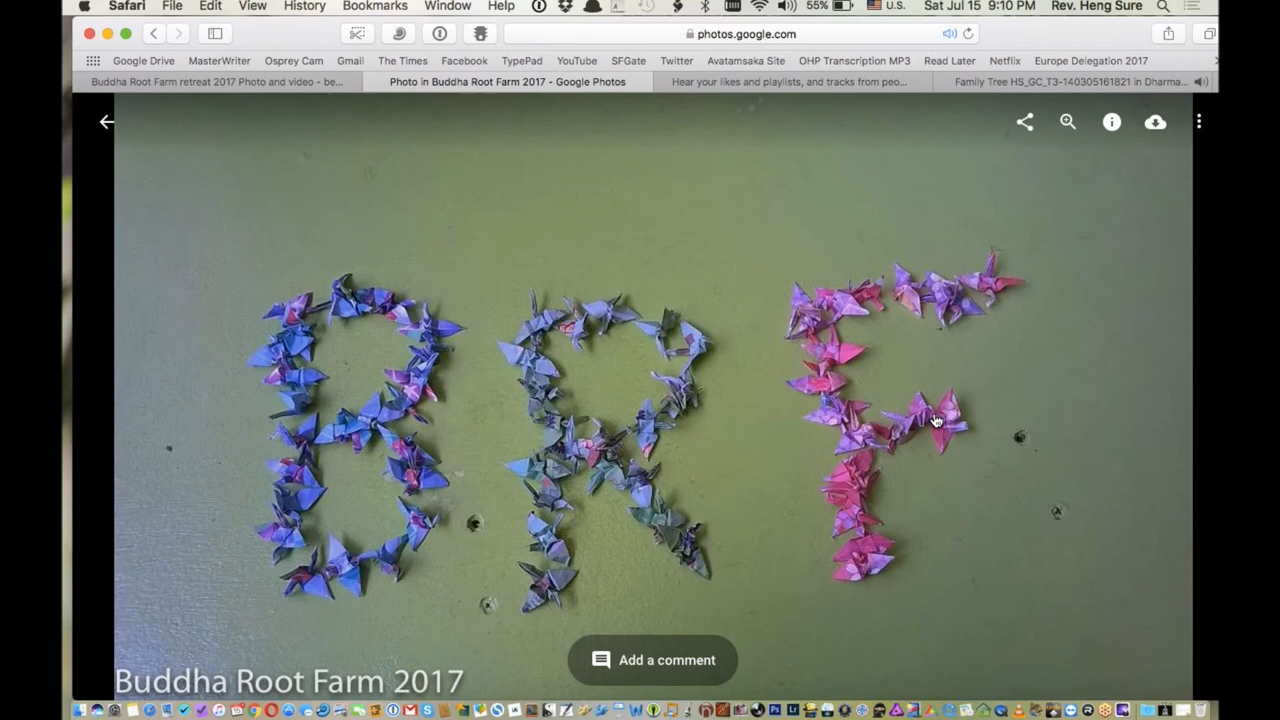 Safari File Edit View History Bookmarks Window Help 55% U.S. Sat Jul 15 9:10 PM Rev. Heng Sure
photos.google.com
Google Drive MasterWriter Osprey Cam Gmail The Times Facebook TypePad YouTube SFGate Twitter Avatamsaka Site OHP Transcription MP3 Read Later Netflix Europe Delegation 2017
Buddha Root Farm retreat 2017 Photo and video - be... Photo in Buddha Root Farm 2017 - Google Photos Hear your likes and playlists, and tracks from peo... Family Tree HS_GC_T3-140305161821 in Dharma...
BRF
Add a comment
Buddha Root Farm 2017